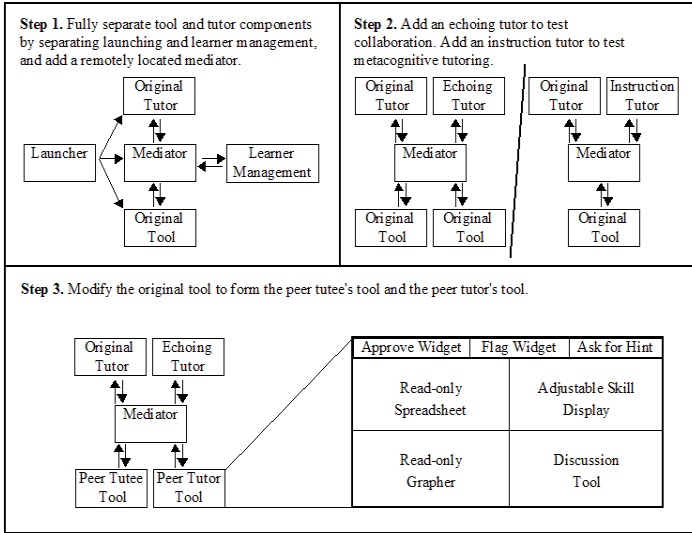 Step 1. Fully separate tool and tutor components
by separating launching and learner management,
and add a remotely located mediator.
Original
Tutor
Launcher
Mediator
Learner
Management
Original
Tool
Step 2. Add an echoing tutor to test
collaboration. Add an instruction tutor to test
metacognitive tutoring.
Original
Tutor
Echoing
Tutor
Mediator
Original
Tool
Original
Tool
Original
Tutor
Instruction
Tutor
Mediator
Original
Tool
Step 3. Modify the original tool to form the peer tutee's tool and the peer tutor's tool.
Original
Tutor
Echoing
Tutor
Mediator
Peer Tutee
Tool
Peer Tutor
Tool
Approve Widget
Flag Widget
Ask for Hint
Read-only
Spreadsheet
Adjustable Skill
Display
Read-only
Grapher
Discussion
Tool